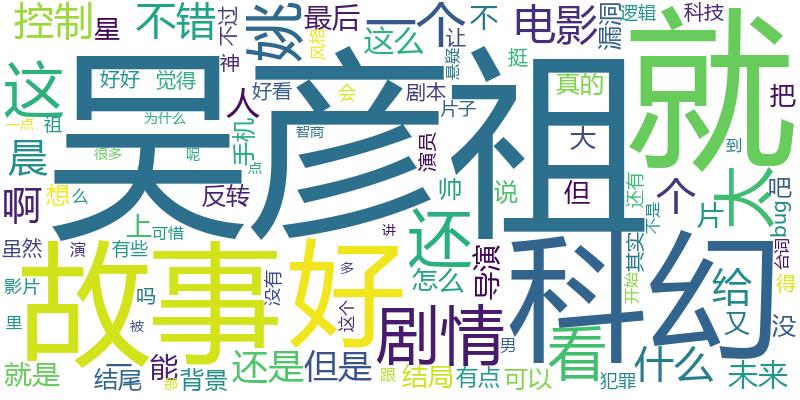 控制
星
不错
不过
姚
最后
一个
不
电影
漏洞
逻辑
科技
就
这
神
风格
这么
悬疑
让
好好
觉得
吴彦祖
好看
会
剧本
挺
真的
把
一点
祖
为什么
人
片子
大
到
晨
很多
呢
手机
点
智商
演员
太
啊
想
么
反转
还
帅
说
但
还有
个
吧
bug
上
可惜
讲
不是
片
虽然
演
有些
故事
好
没有
多
怎么
导演
科幻
其实
给
台词
影片
吗
这个
开始
得
里
被
剧情
男
又
没
就是
一
结尾
能
那
背景
还是
但是
跟
结局
有点
可以
看
犯罪
什么
未来